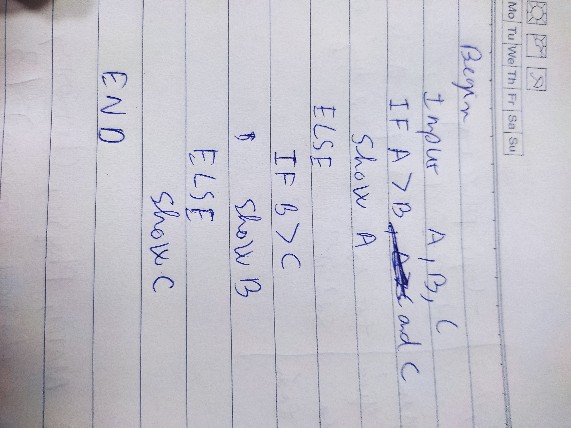 Mo Tu We Th Fr Sa Su
Begin
Input A, B, C
IF A > B and C
Show A
ELSE
IF B > C
Show B
ELSE
Show C
END